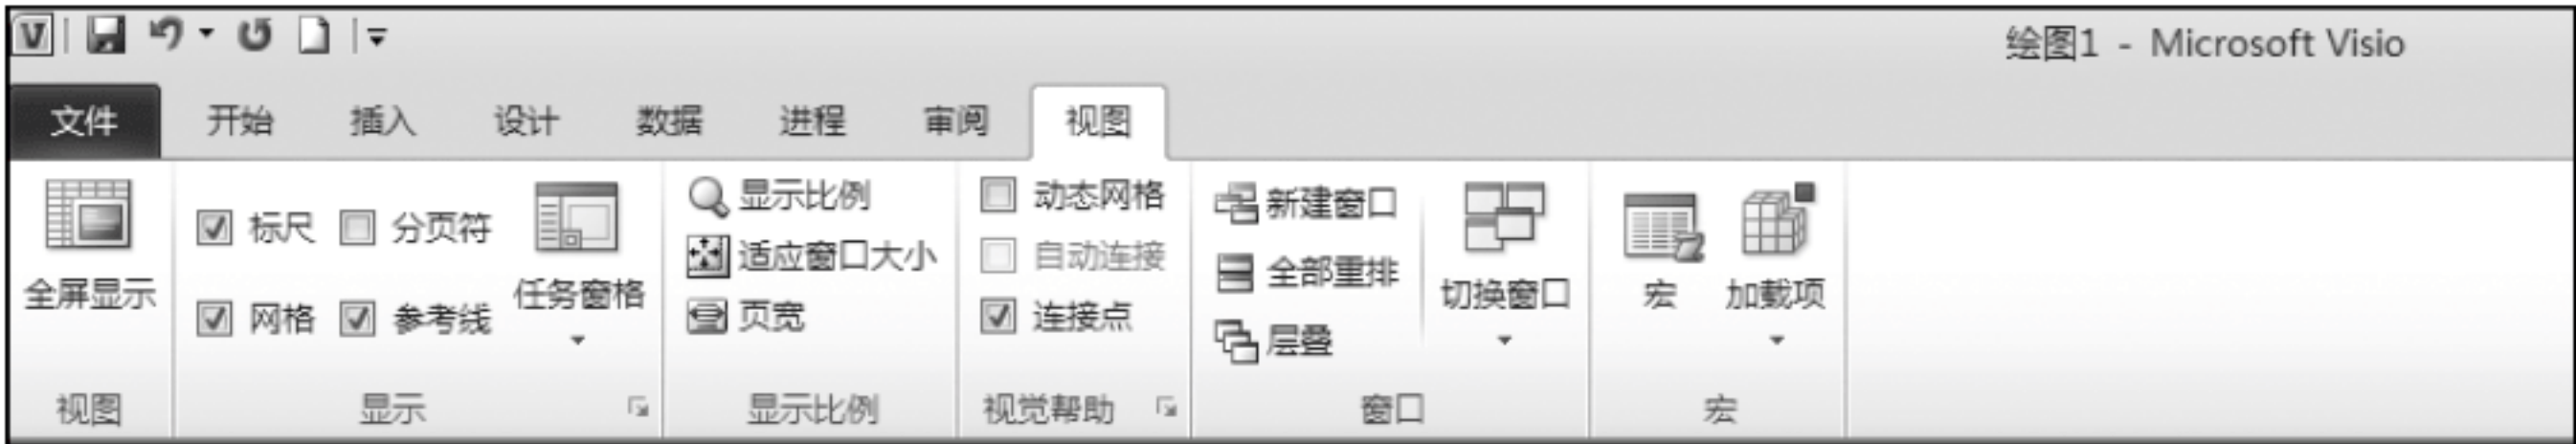 绘图1 - Microsoft Visio
文件 开始 插入 设计 数据 进程 审阅 视图
全屏显示
视图
标尺 分页符
网格 参考线
任务窗格
显示
显示比例
适应窗口大小
页宽
显示比例
动态网格
自动连接
连接点
视觉帮助
新建窗口
全部重排
层叠
切换窗口
窗口
宏 加载项
宏